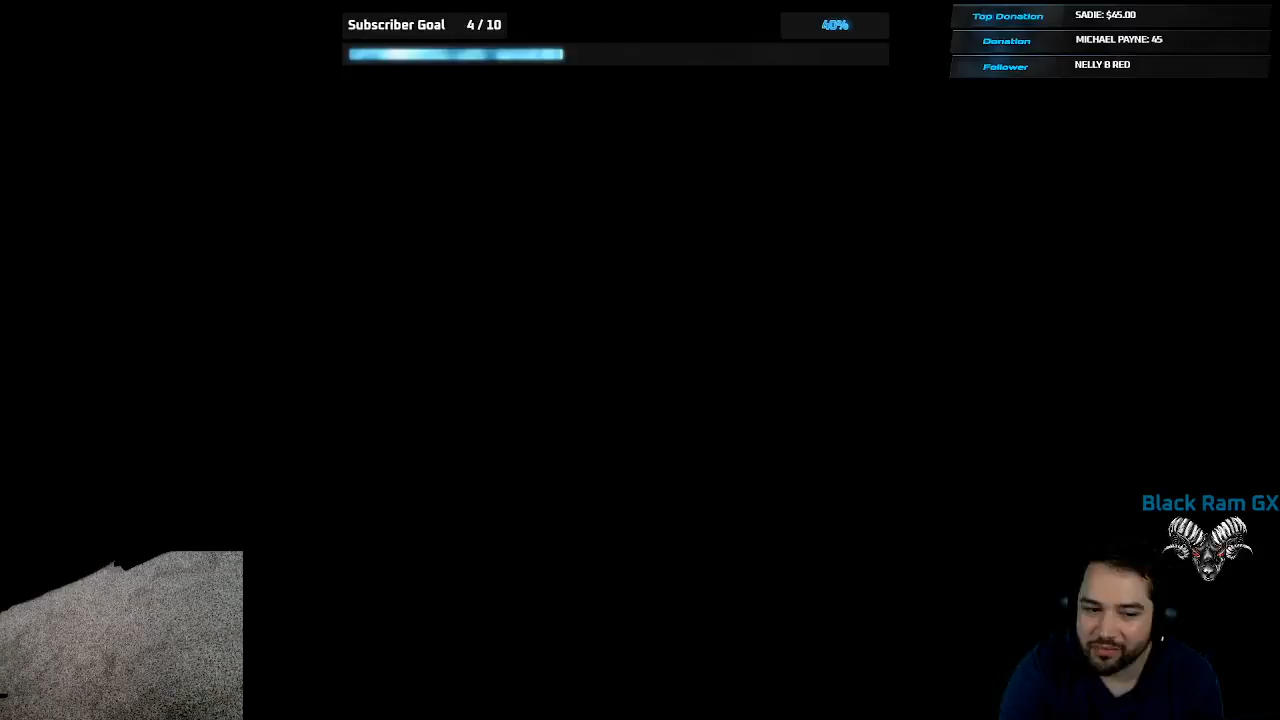 Subscriber Goal 4 / 10
40%
Top Donation SADIE: $45.00
Donation MICHAEL PAYNE: 45
Follower NELLY B RED
Black Ram GX